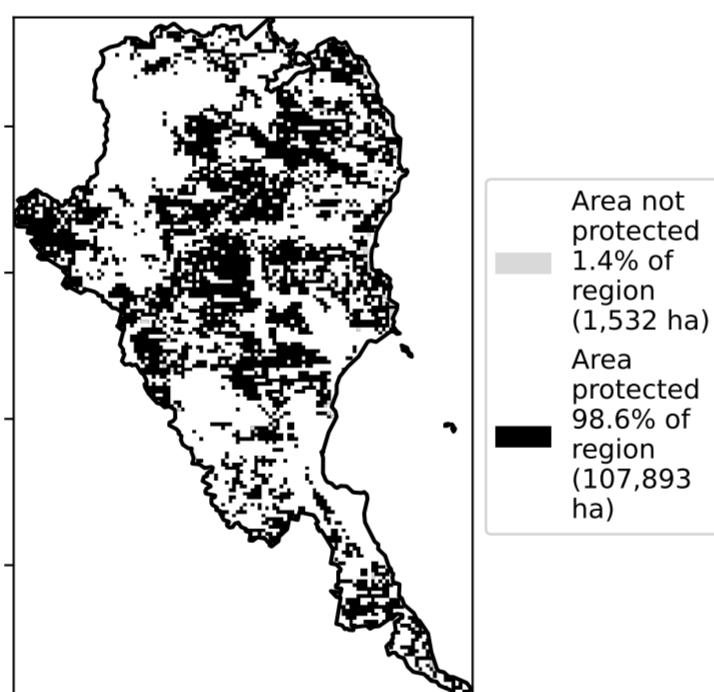 Area not
protected
1.4% of
region
(1,532 ha)
Area
protected
98.6% of
region
(107,893
ha)